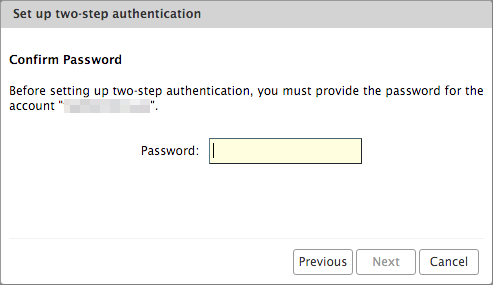 Set up two-step authentication
Confirm Password
Before setting up two-step authentication, you must provide the password for the
account " ".
Password:
Previous Next Cancel